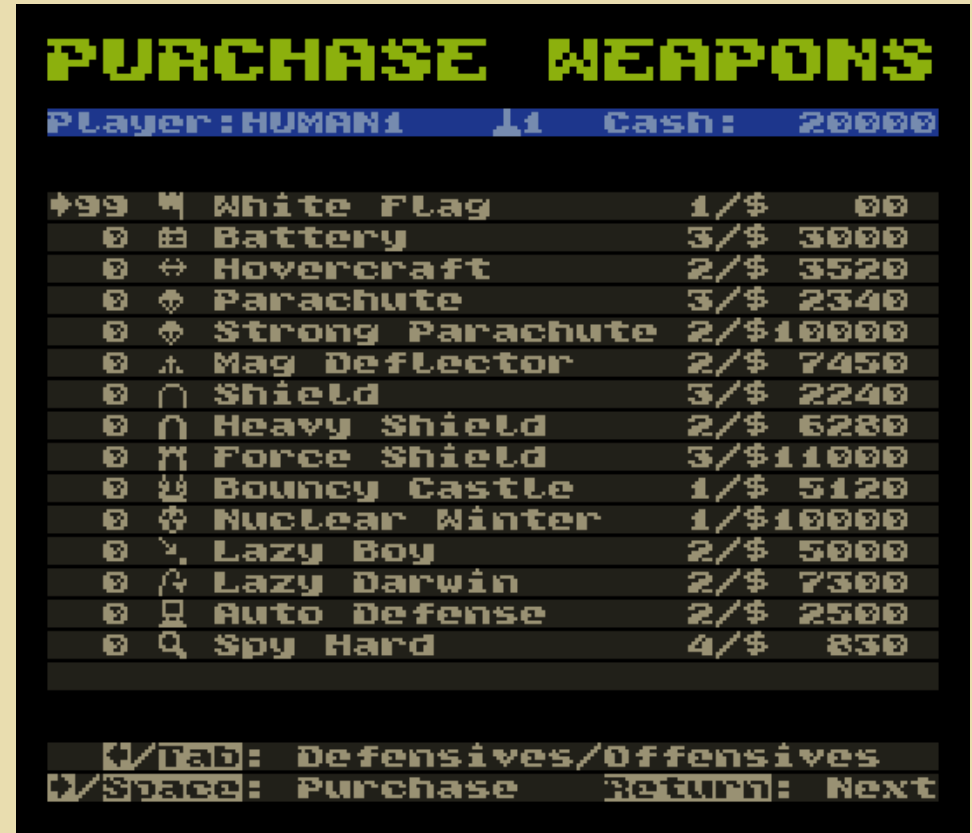 PURCHASE WEAPONS
Player:HUMAN1 1 Cash: 20000
99 White Flag 1/$ 00
0 Battery 3/$ 3000
0 Hovercraft 2/$ 3520
0 Parachute 3/$ 2340
0 Strong Parachute 2/$10000
0 Mag Deflector 2/$ 7450
0 Shield 3/$ 2240
0 Heavy Shield 2/$ 6280
0 Force Shield 3/$11000
0 Bouncy Castle 1/$ 5120
0 Nuclear Winter 1/$10000
0 Lazy Boy 2/$ 5000
0 Lazy Darwin 2/$ 7300
0 Auto Defense 2/$ 2500
0 Spy Hard 4/$ 830
←/Tab: Defensives/Offensives
→/Space: Purchase Return: Next